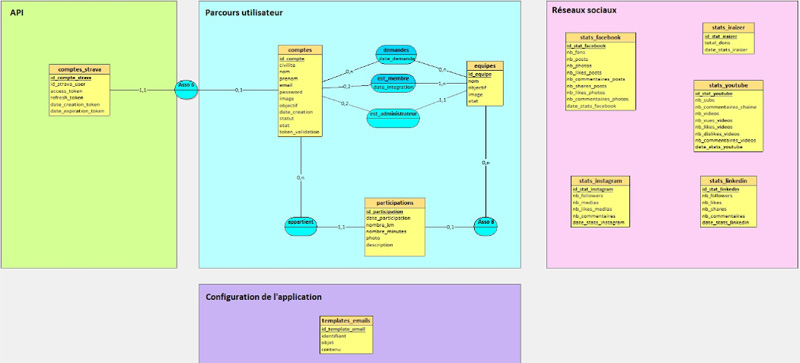 API
comptes_strava
id_compte_strava
id_strava_user
access_token
refresh_token
date_creation_token
date_expiration_token
1,1
Asso 6
0,1
Parcours utilisateur
comptes
id_compte
civilite
nom
prenom
email
password
image
objectif
date_creation
statut
etat
token_validation
0,n
demandes
date_demande
0,n
0,2
est_membre
date_integration
1,n
0,2
est_administrateur
1,1
equipes
id_equipe
nom
objectif
image
etat
0,n
0,n
appartient
1,1
participations
id_participation
date_participation
nombre_km
nombre_minutes
photo
description
0,1
Asso 8
Réseaux sociaux
stats_facebook
id_stat_facebook
nb_fans
nb_posts
nb_photos
nb_likes_posts
nb_commentaires_posts
nb_shares_posts
nb_likes_photos
nb_commentaires_photos
date_stats_facebook
stats_iraizer
id_stat_iraizer
total_dons
date_stats_iraizer
stats_youtube
id_stat_youtube
nb_subs
nb_commentaires_chaine
nb_videos
nb_vues_videos
nb_likes_videos
nb_dislikes_videos
nb_commentaires_videos
date_stats_youtube
stats_instagram
id_stat_instagram
nb_followers
nb_medias
nb_likes_medias
nb_commentaires
date_stats_instagram
stats_linkedin
id_stat_linkedin
nb_followers
nb_likes
nb_shares
nb_commentaires
date_stats_linkedin
Configuration de l'application
templates_emails
id_template_email
identifiant
objet
contenu